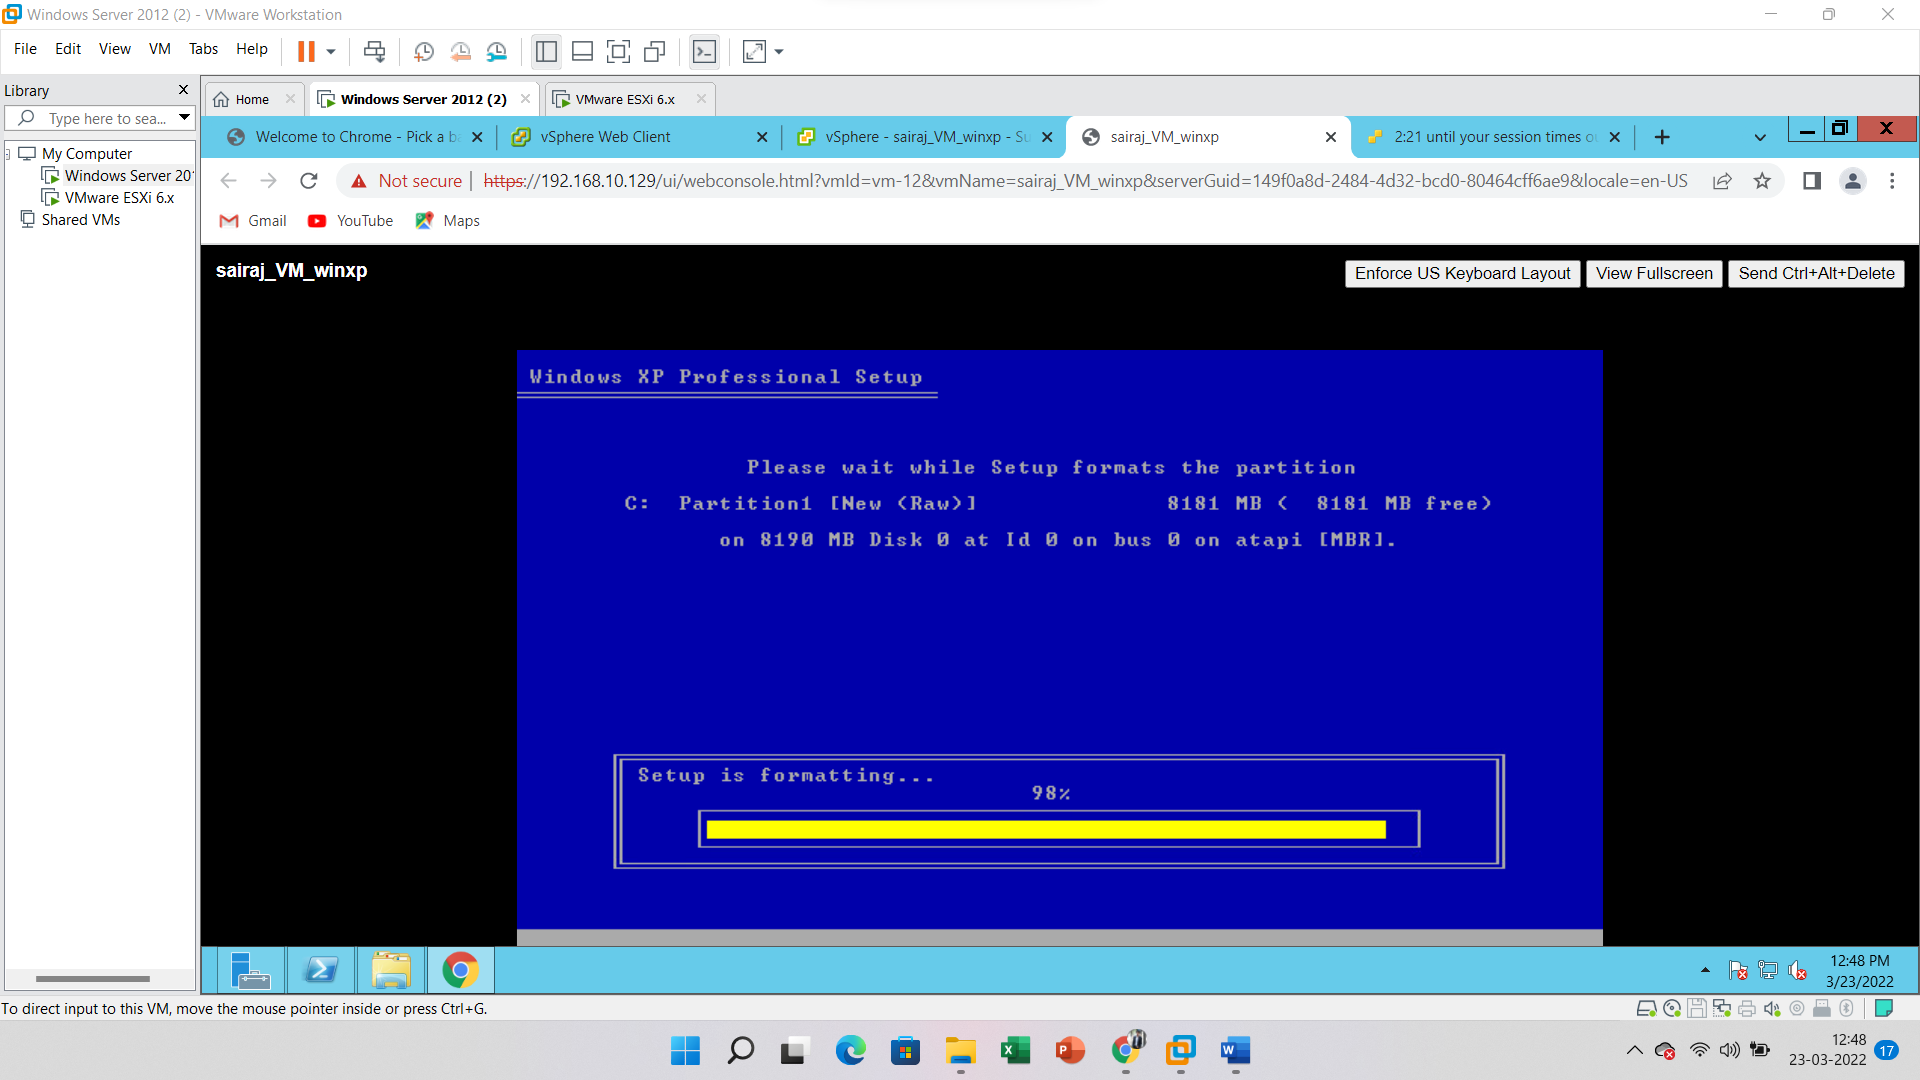 Windows Server 2012 (2) - VMware Workstation
File Edit View VM Tabs Help
Library
Type here to sea...
My Computer
Windows Server 20
VMware ESXi 6.x
Shared VMs
Home
Windows Server 2012 (2)
VMware ESXi 6.x
Welcome to Chrome - Pick a b
vSphere Web Client
vSphere - sairaj_VM_winxp - Su
sairaj_VM_winxp
2:21 until your session times o
Not secure | https://192.168.10.129/ui/webconsole.html?vmId=vm-12&vmName=sairaj_VM_winxp&serverGuid=149f0a8d-2484-4d32-bcd0-80464cff6ae9&locale=en-US
Gmail YouTube Maps
sairaj_VM_winxp
Enforce US Keyboard Layout
View Fullscreen
Send Ctrl+Alt+Delete
Windows XP Professional Setup
Please wait while Setup formats the partition
C: Partition1 [New (Raw)] 8181 MB ( 8181 MB free)
on 8190 MB Disk 0 at Id 0 on bus 0 on atapi [MBR].
Setup is formatting...
98%
12:48 PM
3/23/2022
To direct input to this VM, move the mouse pointer inside or press Ctrl+G.
12:48
23-03-2022
17